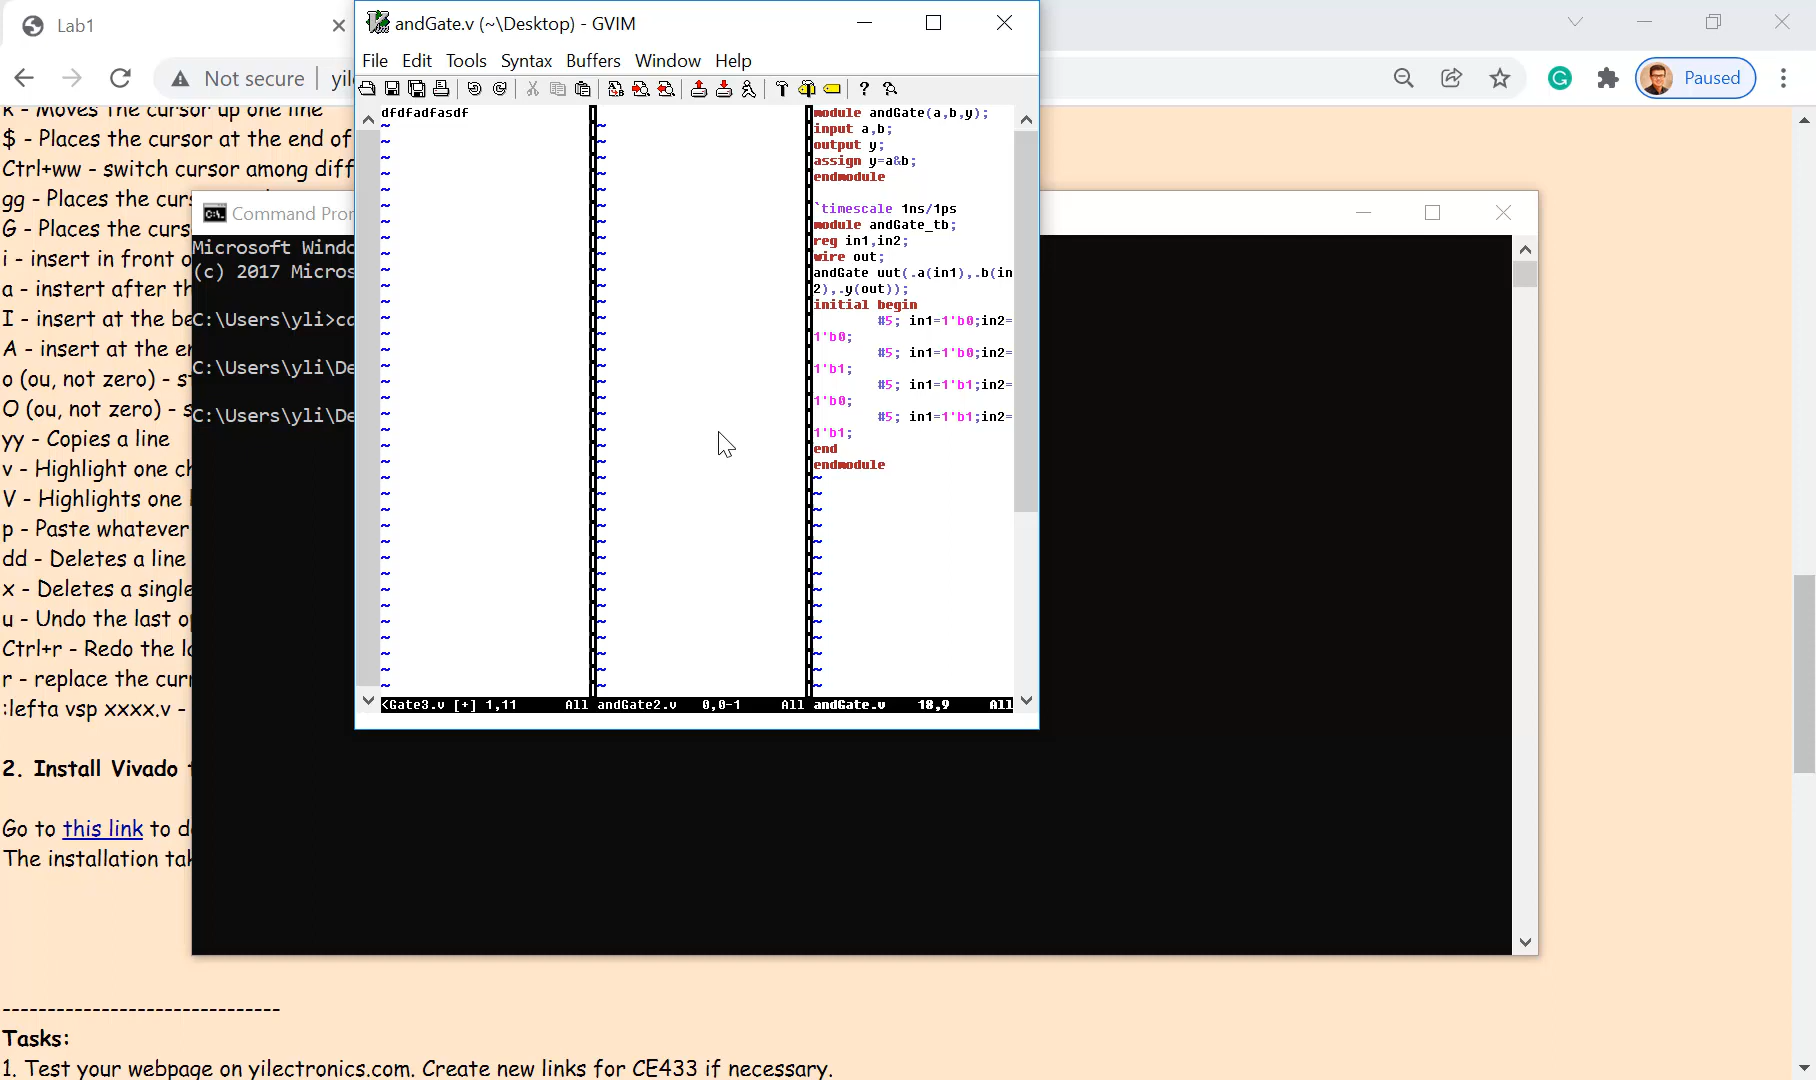 Lab1
andGate.v (~\Desktop) - GVIM
Not secure
Paused
File Edit Tools Syntax Buffers Window Help
k - Moves the cursor up one line
$ - Places the cursor at the end of
Ctrl+ww - switch cursor among diff
gg - Places the curs
G - Places the curs
i - insert in front o
a - instert after th
I - insert at the be
A - insert at the er
o (ou, not zero) - st
O (ou, not zero) - s
yy - Copies a line
v - Highlight one ch
V - Highlights one
p - Paste whatever
dd - Deletes a line
x - Deletes a single
u - Undo the last o
Ctrl+r - Redo the la
r - replace the curr
:lefta vsp xxxx.v -
2. Install Vivado
Go to this link to d
The installation tak
------------------------------
Tasks:
1. Test your webpage on yilectronics.com. Create new links for CE433 if necessary.
Command Pror
Microsoft Windo
(c) 2017 Micros
C:\Users\yli>cd
C:\Users\yli\De
C:\Users\yli\De
dfdfadfasdf
module andGate(a,b,y);
input a,b;
output y;
assign y=a&b;
endmodule
`timescale 1ns/1ps
module andGate_tb;
reg in1,in2;
wire out;
andGate uut(.a(in1),.b(in
2),.y(out));
initial begin
#5; in1=1'b0;in2=
1'b0;
#5; in1=1'b0;in2=
1'b1;
#5; in1=1'b1;in2=
1'b0;
#5; in1=1'b1;in2=
1'b1;
end
endmodule
<Gate3.v [+] 1,11 All andGate2.v 0,0-1 All andGate.v 18,9 All